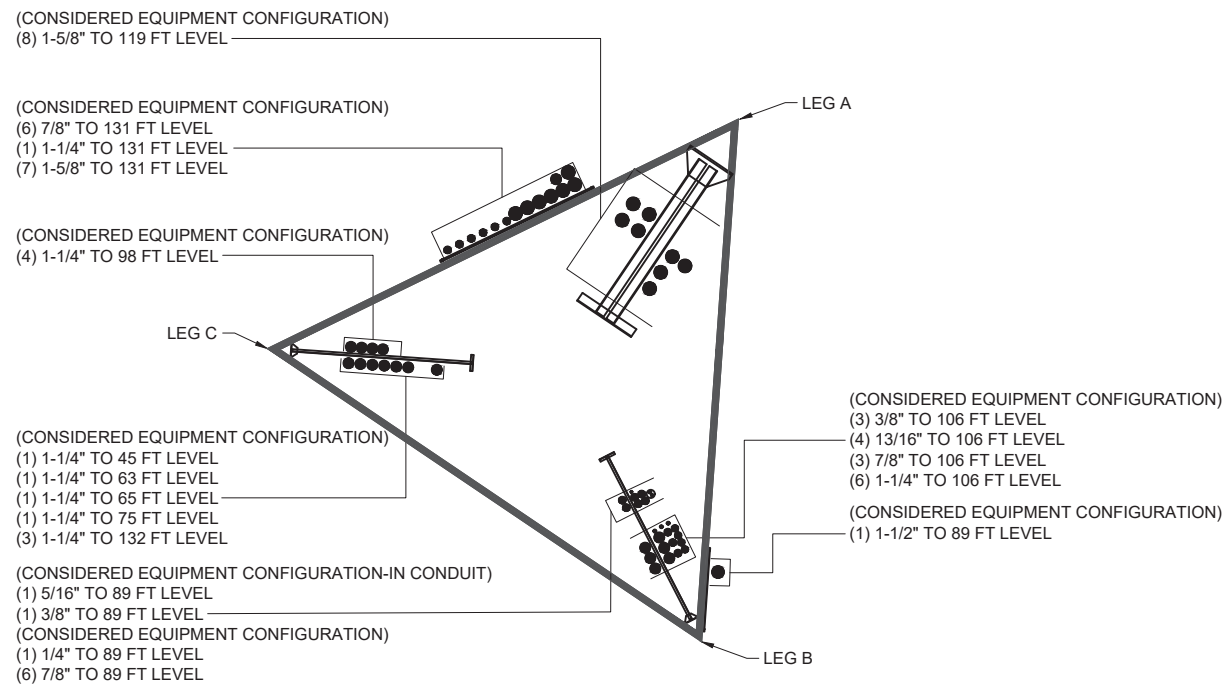 (CONSIDERED EQUIPMENT CONFIGURATION)
(8) 1-5/8" TO 119 FT LEVEL
(CONSIDERED EQUIPMENT CONFIGURATION)
(6) 7/8" TO 131 FT LEVEL
(1) 1-1/4" TO 131 FT LEVEL
(7) 1-5/8" TO 131 FT LEVEL
LEG A
(CONSIDERED EQUIPMENT CONFIGURATION)
(4) 1-1/4" TO 98 FT LEVEL
LEG C
(CONSIDERED EQUIPMENT CONFIGURATION)
(1) 1-1/4" TO 45 FT LEVEL
(1) 1-1/4" TO 63 FT LEVEL
(1) 1-1/4" TO 65 FT LEVEL
(1) 1-1/4" TO 75 FT LEVEL
(3) 1-1/4" TO 132 FT LEVEL
(CONSIDERED EQUIPMENT CONFIGURATION-IN CONDUIT)
(1) 5/16" TO 89 FT LEVEL
(1) 3/8" TO 89 FT LEVEL
(CONSIDERED EQUIPMENT CONFIGURATION)
(1) 1/4" TO 89 FT LEVEL
(6) 7/8" TO 89 FT LEVEL
(CONSIDERED EQUIPMENT CONFIGURATION)
(3) 3/8" TO 106 FT LEVEL
(4) 13/16" TO 106 FT LEVEL
(3) 7/8" TO 106 FT LEVEL
(6) 1-1/4" TO 106 FT LEVEL
(CONSIDERED EQUIPMENT CONFIGURATION)
(1) 1-1/2" TO 89 FT LEVEL
LEG B